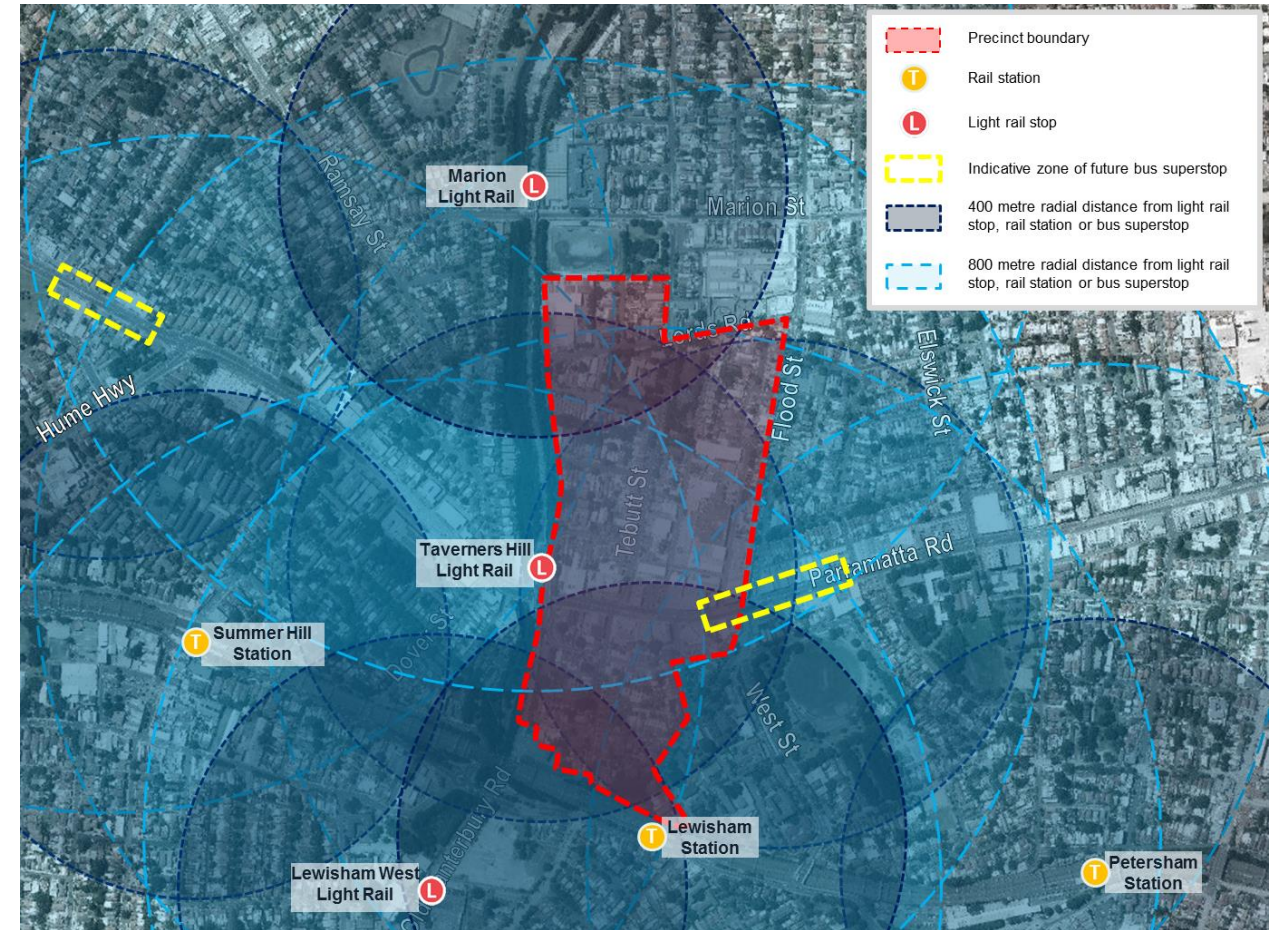 Precinct boundary
T
Rail station
L
Light rail stop
Indicative zone of future bus superstop
400 metre radial distance from light rail
stop, rail station or bus superstop
800 metre radial distance from light rail
stop, rail station or bus superstop
Ramsay St
Marion
Light Rail
L
Marion St
Lords Rd
Elswick St
Hume Hwy
Flood St
Tebutt St
Taverners Hill
Light Rail
L
Parramatta Rd
T
Summer Hill
Station
Dover St
West St
Old Canterbury Rd
T
Lewisham
Station
Lewisham West
Light Rail
L
T
Petersham
Station